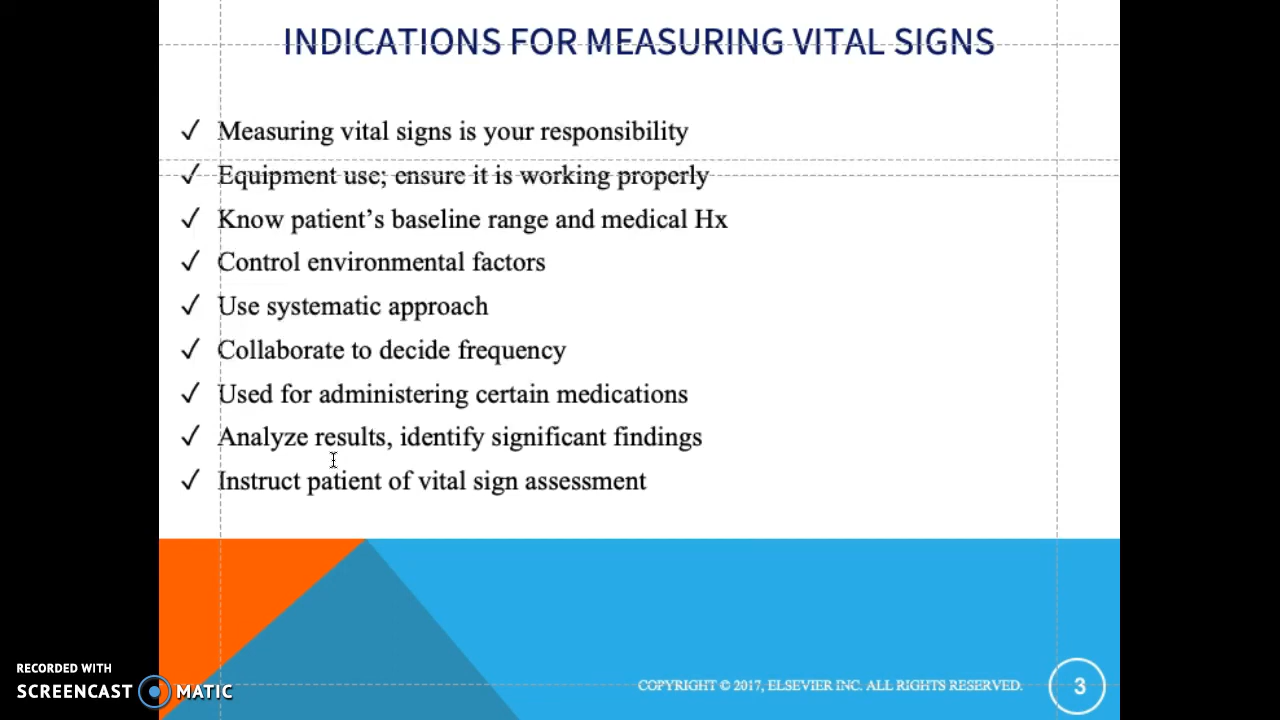 INDICATIONS FOR MEASURING VITAL SIGNS
✓ Measuring vital signs is your responsibility
✓ Equipment use; ensure it is working properly
✓ Know patient’s baseline range and medical Hx
✓ Control environmental factors
✓ Use systematic approach
✓ Collaborate to decide frequency
✓ Used for administering certain medications
✓ Analyze results, identify significant findings
✓ Instruct patient of vital sign assessment
RECORDED WITH
SCREENCAST MATIC
COPYRIGHT © 2017, ELSEVIER INC. ALL RIGHTS RESERVED.
3